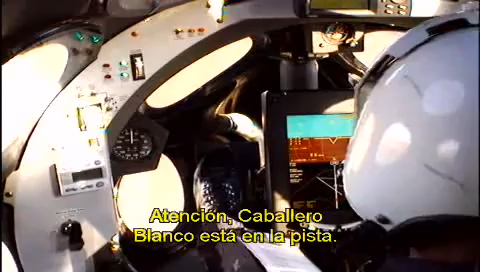 Atención, Caballero
Blanco está en la pista.